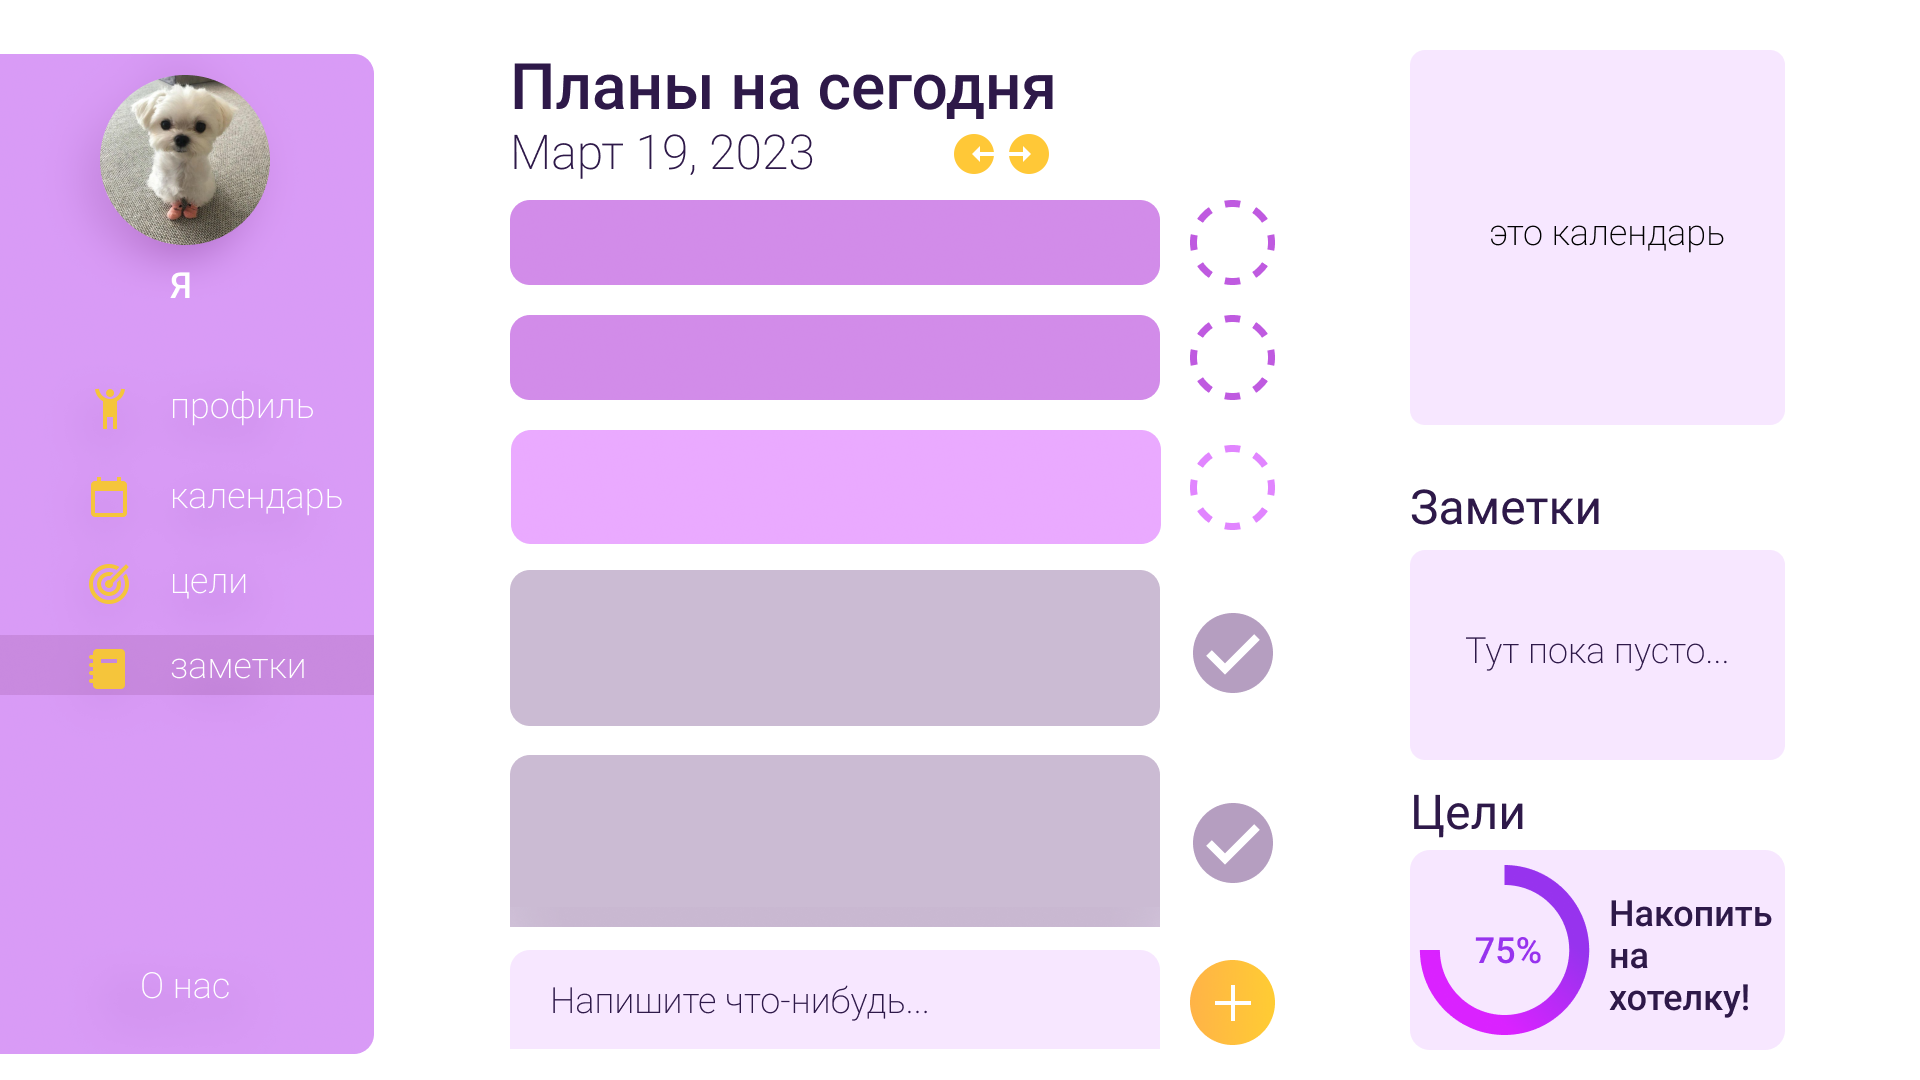 я
профиль
календарь
цели
заметки
О нас
Планы на сегодня
Март 19, 2023
Напишите что-нибудь...
это календарь
Заметки
Тут пока пусто...
Цели
75%
Накопить
на
хотелку!